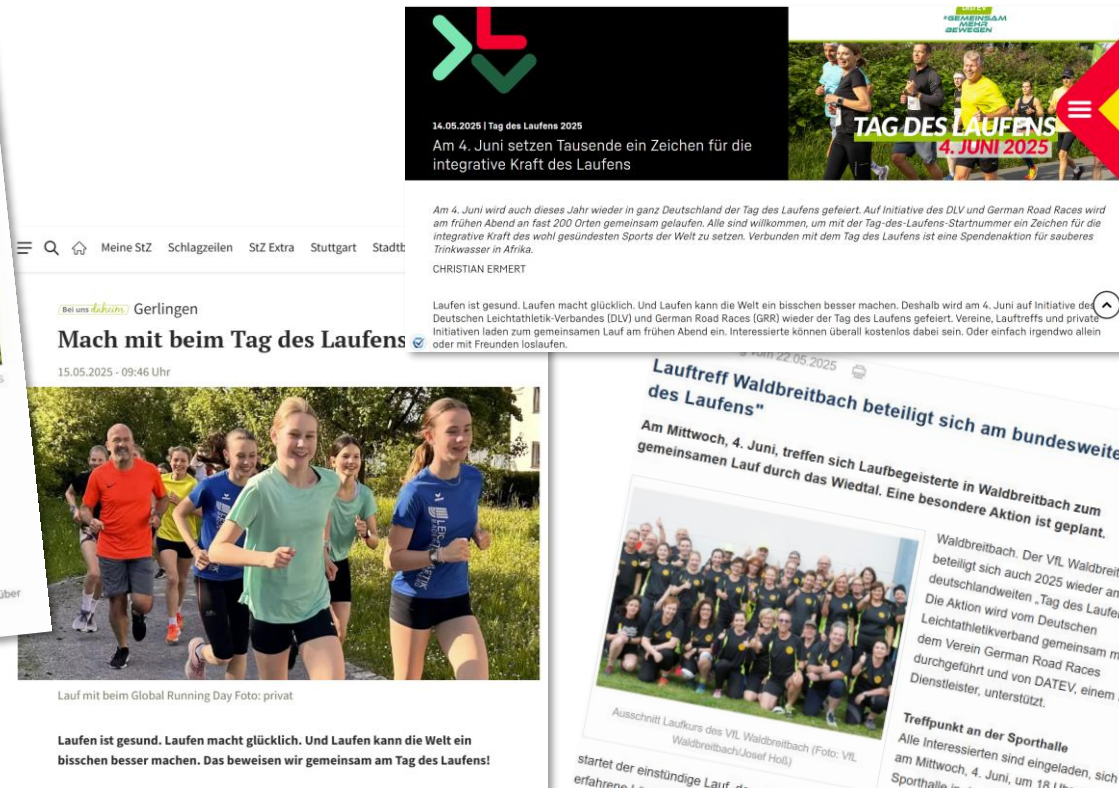 DATEV
#GEMEINSAM
MEHR
BEWEGEN
TAG DES LAUFENS
4. JUNI 2025
14.05.2025 | Tag des Laufens 2025
Am 4. Juni setzen Tausende ein Zeichen für die
integrative Kraft des Laufens
Am 4. Juni wird auch dieses Jahr wieder in ganz Deutschland der Tag des Laufens gefeiert. Auf Initiative des DLV und German Road Races wird
am frühen Abend an fast 200 Orten gemeinsam gelaufen. Alle sind willkommen, um mit der Tag-des-Laufens-Startnummer ein Zeichen für die
integrative Kraft des wohl gesündesten Sports der Welt zu setzen. Verbunden mit dem Tag des Laufens ist eine Spendenaktion für sauberes
Trinkwasser in Afrika.
CHRISTIAN ERMERT
Laufen ist gesund. Laufen macht glücklich. Und Laufen kann die Welt ein bisschen besser machen. Deshalb wird am 4. Juni auf Initiative des
Deutschen Leichtathletik-Verbandes (DLV) und German Road Races (GRR) wieder der Tag des Laufens gefeiert. Vereine, Lauftreffs und private
Initiativen laden zum gemeinsamen Lauf am frühen Abend ein. Interessierte können überall kostenlos dabei sein. Oder einfach irgendwo allein
oder mit Freunden loslaufen.
Meine StZ Schlagzeilen StZ Extra Stuttgart
Bei uns daheim Gerlingen
Mach mit beim Tag des Laufens
15.05.2025 - 09:46 Uhr
Lauf mit beim Global Running Day Foto: privat
Laufen ist gesund. Laufen macht glücklich. Und Laufen kann die Welt ein
bisschen besser machen. Das beweisen wir gemeinsam am Tag des Laufens!
über
vom 22.05.2025
Lauftreff Waldbreitbach beteiligt sich am bundesweite
des Laufens"
Am Mittwoch, 4. Juni, treffen sich Laufbegeisterte in Waldbreitbach zum
gemeinsamen Lauf durch das Wiedtal. Eine besondere Aktion ist geplant.
Ausschnitt Laufkurs des VfL Waldbreitbach (Foto: VfL
Waldbreitbach/Josef Hoß)
Waldbreitbach. Der VfL Waldbreit
beteiligt sich auch 2025 wieder am
deutschlandweiten „Tag des Laufe
Die Aktion wird vom Deutschen
Leichtathletikverband gemeinsam m
dem Verein German Road Races
durchgeführt und von DATEV, einem
Dienstleister, unterstützt.
Treffpunkt an der Sporthalle
Alle Interessierten sind eingeladen, sich
am Mittwoch, 4. Juni, um 18 Uh
Sporthalle
startet der einstündige Lauf,
erfahrene